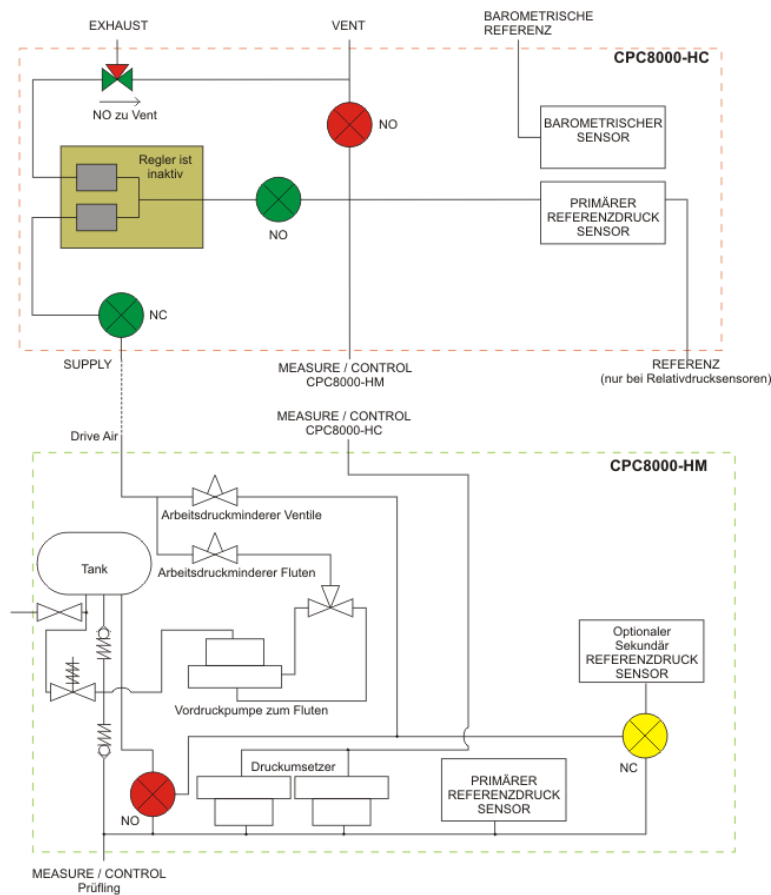 EXHAUST
VENT
BAROMETRISCHE
REFERENZ
CPC8000-HC
NO zu Vent
NO
BAROMETRISCHER
SENSOR
Regler ist
inaktiv
NO
PRIMÄRER
REFERENZDRUCK
SENSOR
NC
SUPPLY
MEASURE / CONTROL
CPC8000-HM
REFERENZ
(nur bei Relativdrucksensoren)
MEASURE / CONTROL
CPC8000-HC
Drive Air
CPC8000-HM
Arbeitsdruckminderer Ventile
Tank
Arbeitsdruckminderer Fluten
Optionaler
Sekundär
REFERENZDRUCK
SENSOR
Vordruckpumpe zum Fluten
Druckumsetzer
NC
PRIMÄRER
REFERENZDRUCK
SENSOR
NO
MEASURE / CONTROL
Prüfling